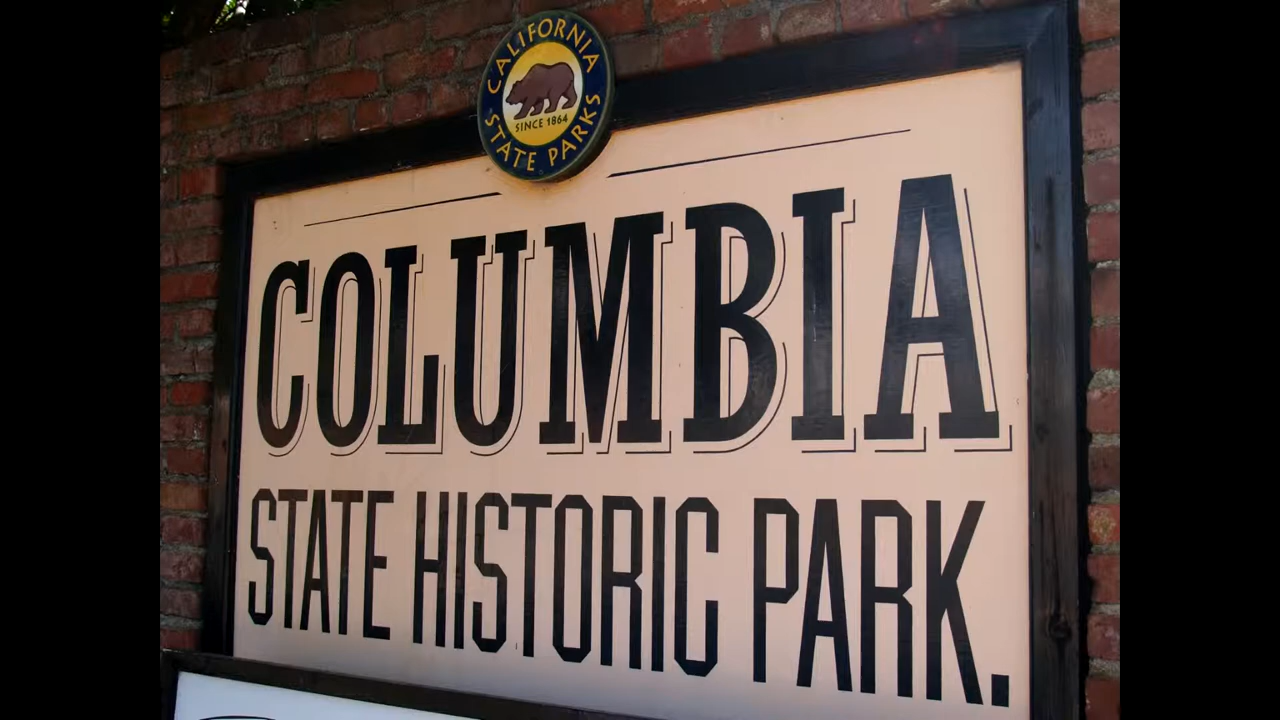 CALIFORNIA
SINCE 1864
STATE PARKS
COLUMBIA
STATE HISTORIC PARK.